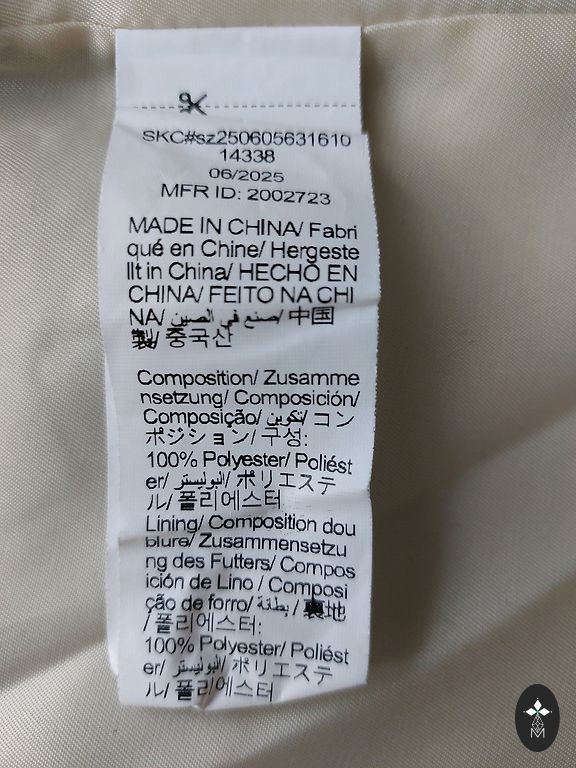 SKC#sz250605631610
14338
06/2025
MFR ID: 2002723
MADE IN CHINA/ Fabri
qué en Chine/ Hergeste
llt in China/ HECHO EN
CHINA/ FEITO NA CHI
NA/ صنع في الصين/ 中国
製/ 중국산
Composition/ Zusamme
nsetzung/ Composición/
Composição/ تكوين/ コン
ポジション/ 구성:
100% Polyester/ Poliést
er/ البوليستر/ ポリエステ
ル/ 폴리에스터
Lining/ Composition dou
blure/ Zusammensetzu
ng des Futters/ Compos
ición de Lino / Composi
ção de forro/ بطانة/ 裏地
/ 폴리에스터:
100% Polyester/ Poliést
er/ البوليستر/ ポリエステ
ル/ 폴리에스터
M